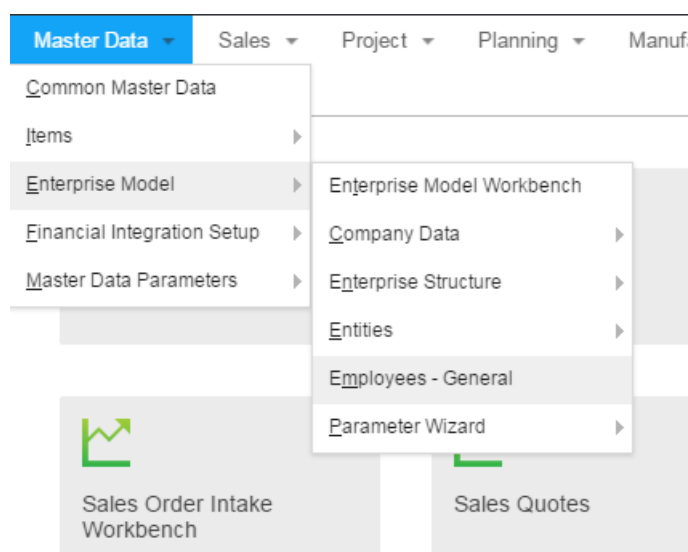 Master Data Sales Project Planning
Common Master Data
Items
Enterprise Model
Financial Integration Setup
Master Data Parameters
Enterprise Model Workbench
Company Data
Enterprise Structure
Entities
Employees - General
Parameter Wizard
Sales Order Intake
Workbench
Sales Quotes